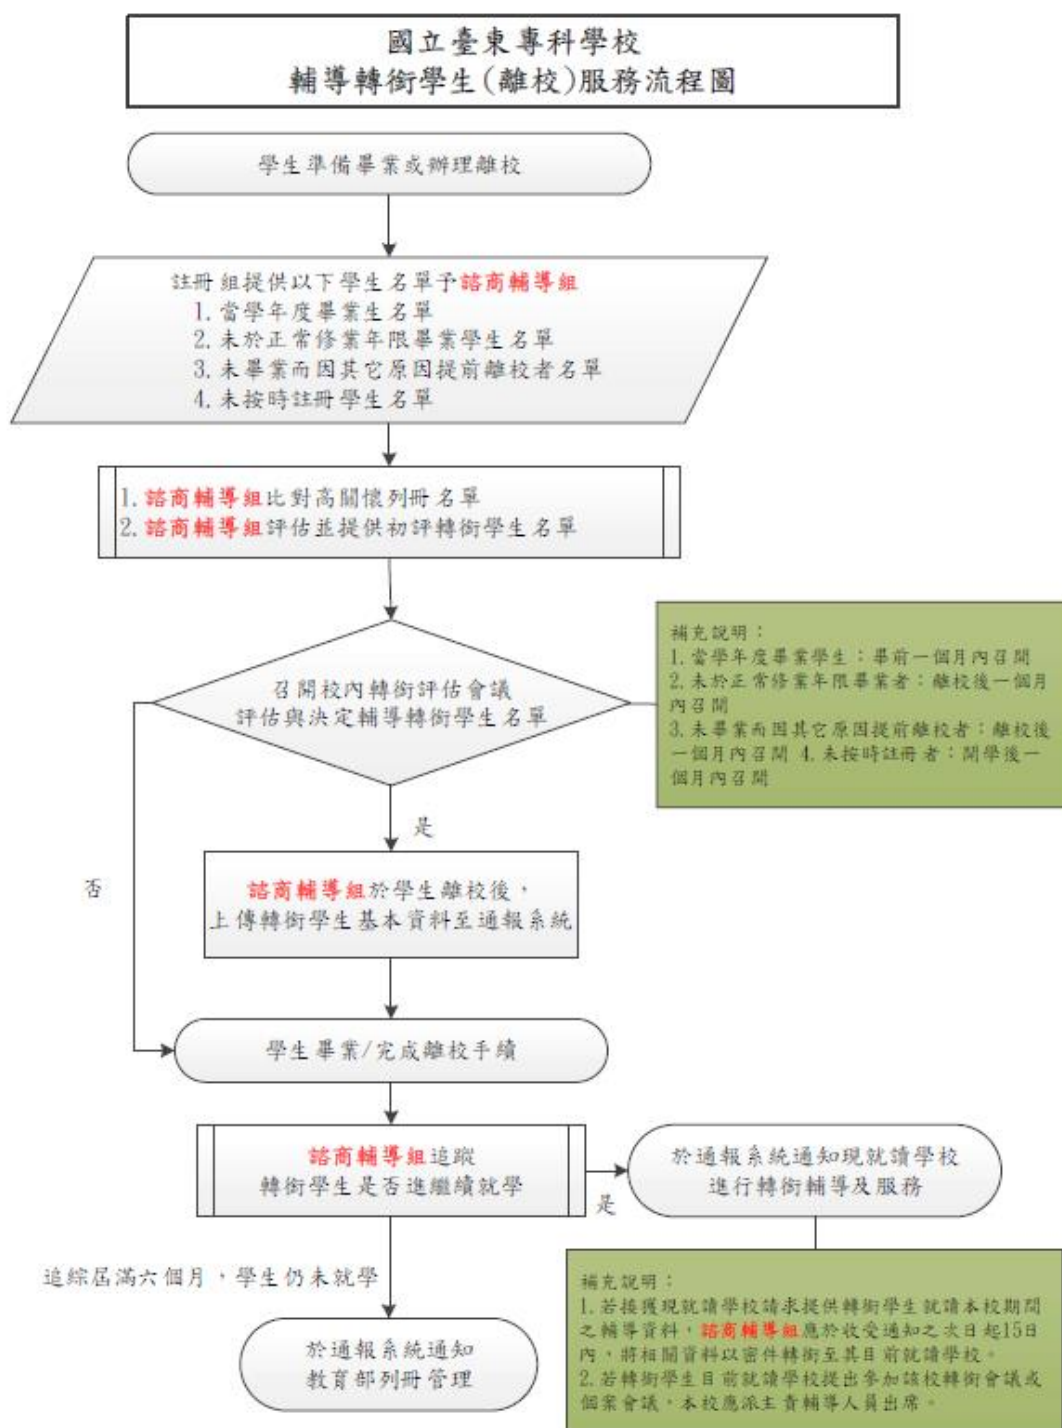 國立臺東專科學校
輔導轉銜學生(離校)服務流程圖
學生準備畢業或辦理離校
註冊組提供以下學生名單予諮商輔導組
1. 當學年度畢業生名單
2. 未於正常修業年限畢業學生名單
3. 未畢業而因其它原因提前離校者名單
4. 未按時註冊學生名單
1. 諮商輔導組比對高關懷列冊名單
2. 諮商輔導組評估並提供初評轉銜學生名單
召開校內轉銜評估會議
評估與決定輔導轉銜學生名單
補充說明：
1. 當學年度畢業學生：畢前一個月內召開
2. 未於正常修業年限畢業者：離校後一個月
內召開
3. 未畢業而因其它原因提前離校者：離校後
一個月內召開 4. 未按時註冊者：開學後一
個月內召開
是
否
諮商輔導組於學生離校後，
上傳轉銜學生基本資料至通報系統
學生畢業/完成離校手續
諮商輔導組追蹤
轉銜學生是否進繼續就學
是
於通報系統通知現就讀學校
進行轉銜輔導及服務
追綜屆滿六個月，學生仍未就學
於通報系統通知
教育部列冊管理
補充說明：
1. 若接獲現就讀學校請求提供轉銜學生就讀本校期間
之輔導資料，諮商輔導組應於收受通知之次日起15日
內，將相關資料以密件轉銜至其目前就讀學校。
2. 若轉銜學生目前就讀學校提出參加該校轉銜會議或
個案會議，本校應派主責輔導人員出席。